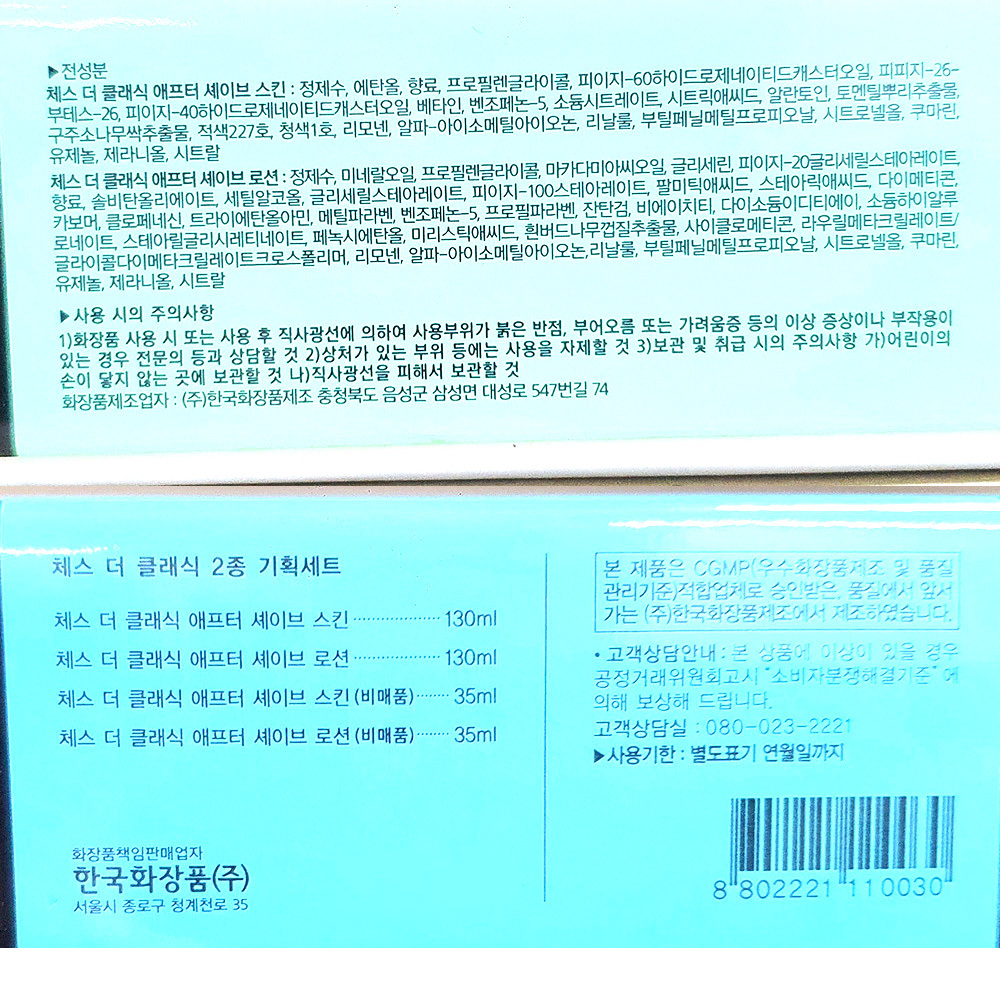 ▶전성분
체스 더 클래식 애프터 셰이브 스킨 : 정제수, 에탄올, 향료, 프로필렌글라이콜, 피이지-60하이드로제네이티드캐스터오일, 피피지-26-
부테스-26, 피이지-40하이드로제네이티드캐스터오일, 베타인, 벤조페논-5, 소듐시트레이트, 시트릭애씨드, 알란토인, 토멘틸뿌리추출물,
구주소나무싹추출물, 적색227호, 청색1호, 리모넨, 알파-아이소메틸아이오논, 리날룰, 부틸페닐메틸프로피오날, 시트로넬올, 쿠마린,
유제놀, 제라니올, 시트랄
체스 더 클래식 애프터 셰이브 로션 : 정제수, 미네랄오일, 프로필렌글라이콜, 마카다미아씨오일, 글리세린, 피이지-20글리세릴스테아레이트,
향료, 솔비탄올리에이트, 세틸알코올, 글리세릴스테아레이트, 피이지-100스테아레이트, 팔미틱애씨드, 스테아릭애씨드, 다이메티콘,
카보머, 클로페네신, 트라이에탄올아민, 메틸파라벤, 벤조페논-5, 프로필파라벤, 잔탄검, 비에이치티, 다이소듐이디티에이, 소듐하이알루
로네이트, 스테아릴글리시레티네이트, 페녹시에탄올, 미리스틱애씨드, 흰버드나무껍질추출물, 사이클로메티콘, 라우릴메타크릴레이트/
글라이콜다이메타크릴레이트크로스폴리머, 리모넨, 알파-아이소메틸아이오논,리날룰, 부틸페닐메틸프로피오날, 시트로넬올, 쿠마린,
유제놀, 제라니올, 시트랄
▶사용 시의 주의사항
1)화장품 사용 시 또는 사용 후 직사광선에 의하여 사용부위가 붉은 반점, 부어오름 또는 가려움증 등의 이상 증상이나 부작용이
있는 경우 전문의 등과 상담할 것 2)상처가 있는 부위 등에는 사용을 자제할 것 3)보관 및 취급 시의 주의사항 가)어린이의
손이 닿지 않는 곳에 보관할 것 나)직사광선을 피해서 보관할 것
화장품제조업자 : (주)한국화장품제조 충청북도 음성군 삼성면 대성로 547번길 74
체스 더 클래식 2종 기획세트
체스 더 클래식 애프터 셰이브 스킨 ··················· 130ml
체스 더 클래식 애프터 셰이브 로션 ··················· 130ml
체스 더 클래식 애프터 셰이브 스킨 (비매품) ······· 35ml
체스 더 클래식 애프터 셰이브 로션 (비매품) ······· 35ml
화장품책임판매업자
한국화장품(주)
서울시 종로구 청계천로 35
본 제품은 CGMP(우수화장품제조 및 품질
관리기준)적합업체로 승인받은, 품질에서 앞서
가는 (주)한국화장품제조에서 제조하였습니다.
• 고객상담안내 : 본 상품에 이상이 있을 경우
공정거래위원회고시 "소비자분쟁해결기준" 에
의해 보상해 드립니다.
고객상담실 : 080-023-2221
▶사용기한 : 별도표기 연월일까지
8 802221 110030